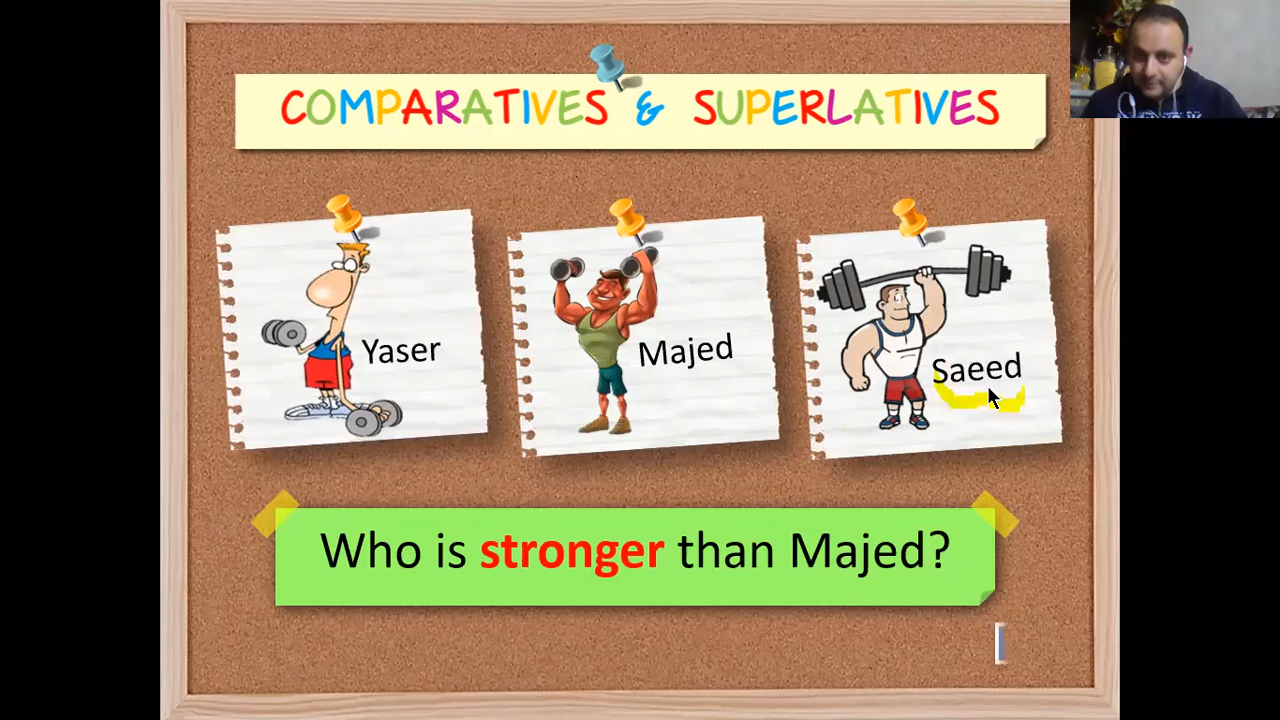 COMPARATIVES & SUPERLATIVES
Yaser
Majed
Saeed
Who is stronger than Majed?